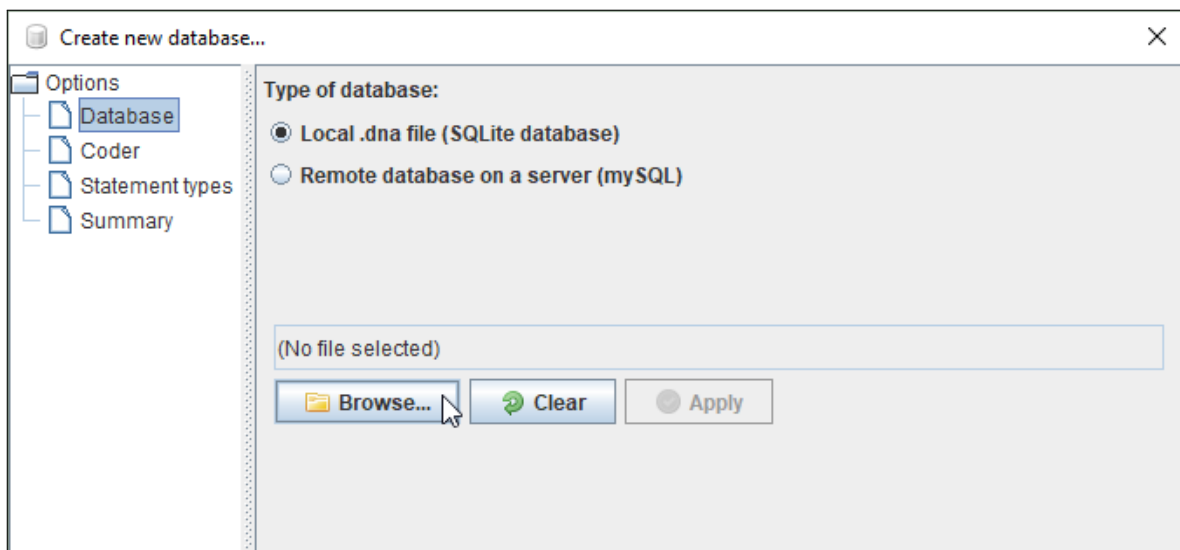 Create new database...
Options
Database
Coder
Statement types
Summary
Type of database:
Local .dna file (SQLite database)
Remote database on a server (mySQL)
(No file selected)
Browse...
Clear
Apply